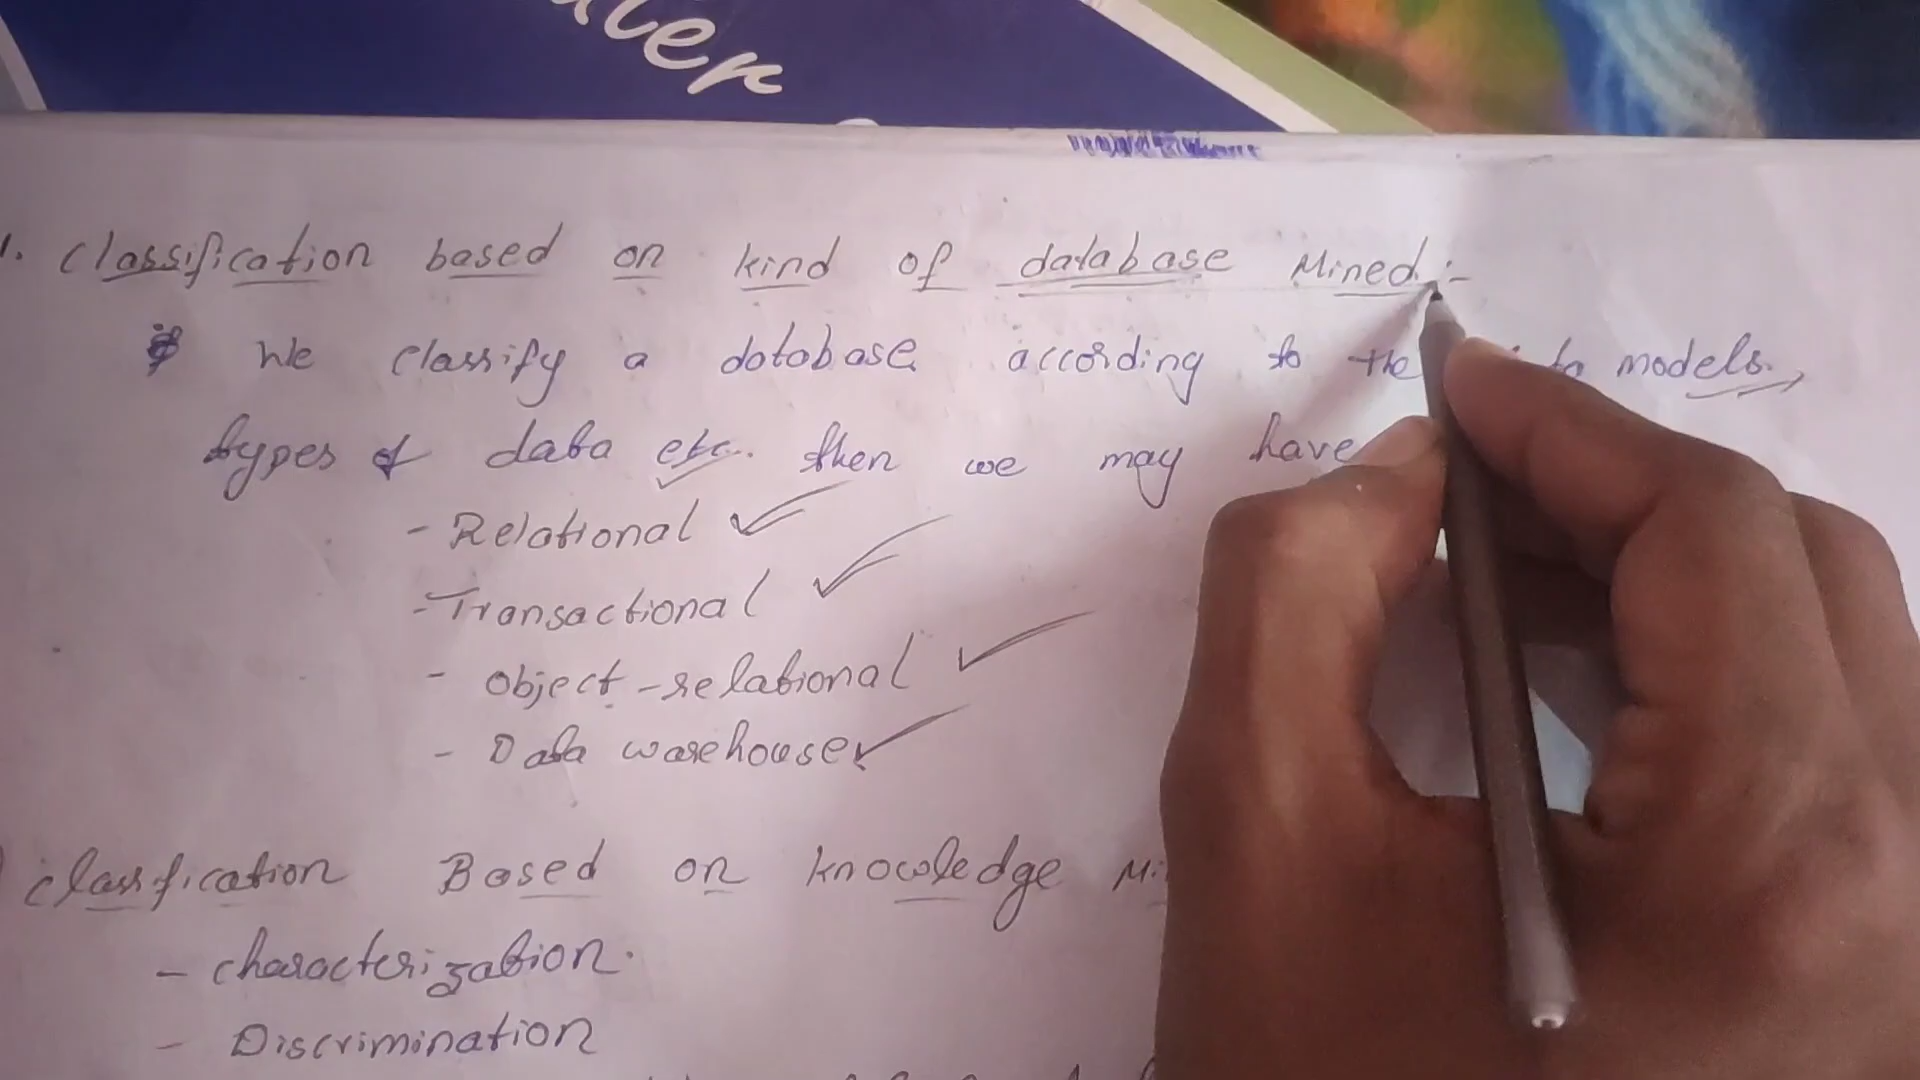 1. Classification based on kind of database Mined :-
We classify a database according to the models.
types of data etc.. then we may have
- Relational
- Transactional
- Object-relational
- Data warehouse.
classification Based on knowledge
- characterization.
- Discrimination